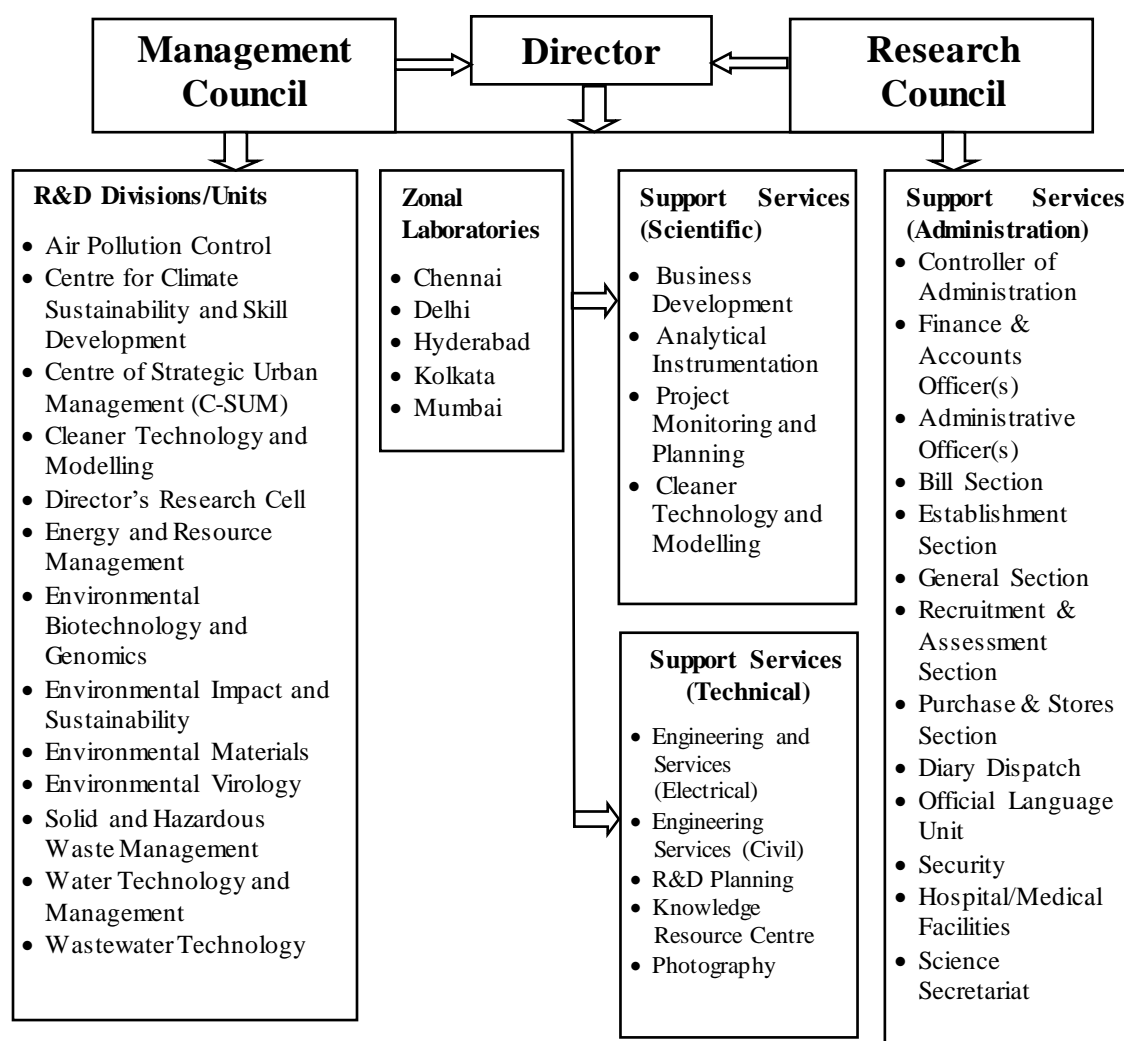 Management
Council
Director
Research
Council
R&D Divisions/Units
• Air Pollution Control
• Centre for Climate
Sustainability and Skill
Development
• Centre of Strategic Urban
Management (C-SUM)
• Cleaner Technology and
Modelling
• Director’s Research Cell
• Energy and Resource
Management
• Environmental
Biotechnology and
Genomics
• Environmental Impact and
Sustainability
• Environmental Materials
• Environmental Virology
• Solid and Hazardous
Waste Management
• Water Technology and
Management
• Wastewater Technology
Zonal
Laboratories
• Chennai
• Delhi
• Hyderabad
• Kolkata
• Mumbai
Support Services
(Scientific)
• Business
Development
• Analytical
Instrumentation
• Project
Monitoring and
Planning
• Cleaner
Technology and
Modelling
Support Services
(Technical)
• Engineering and
Services
(Electrical)
• Engineering
Services (Civil)
• R&D Planning
• Knowledge
Resource Centre
• Photography
Support Services
(Administration)
• Controller of
Administration
• Finance &
Accounts
Officer(s)
• Administrative
Officer(s)
• Bill Section
• Establishment
Section
• General Section
• Recruitment &
Assessment
Section
• Purchase & Stores
Section
• Diary Dispatch
• Official Language
Unit
• Security
• Hospital/Medical
Facilities
• Science
Secretariat